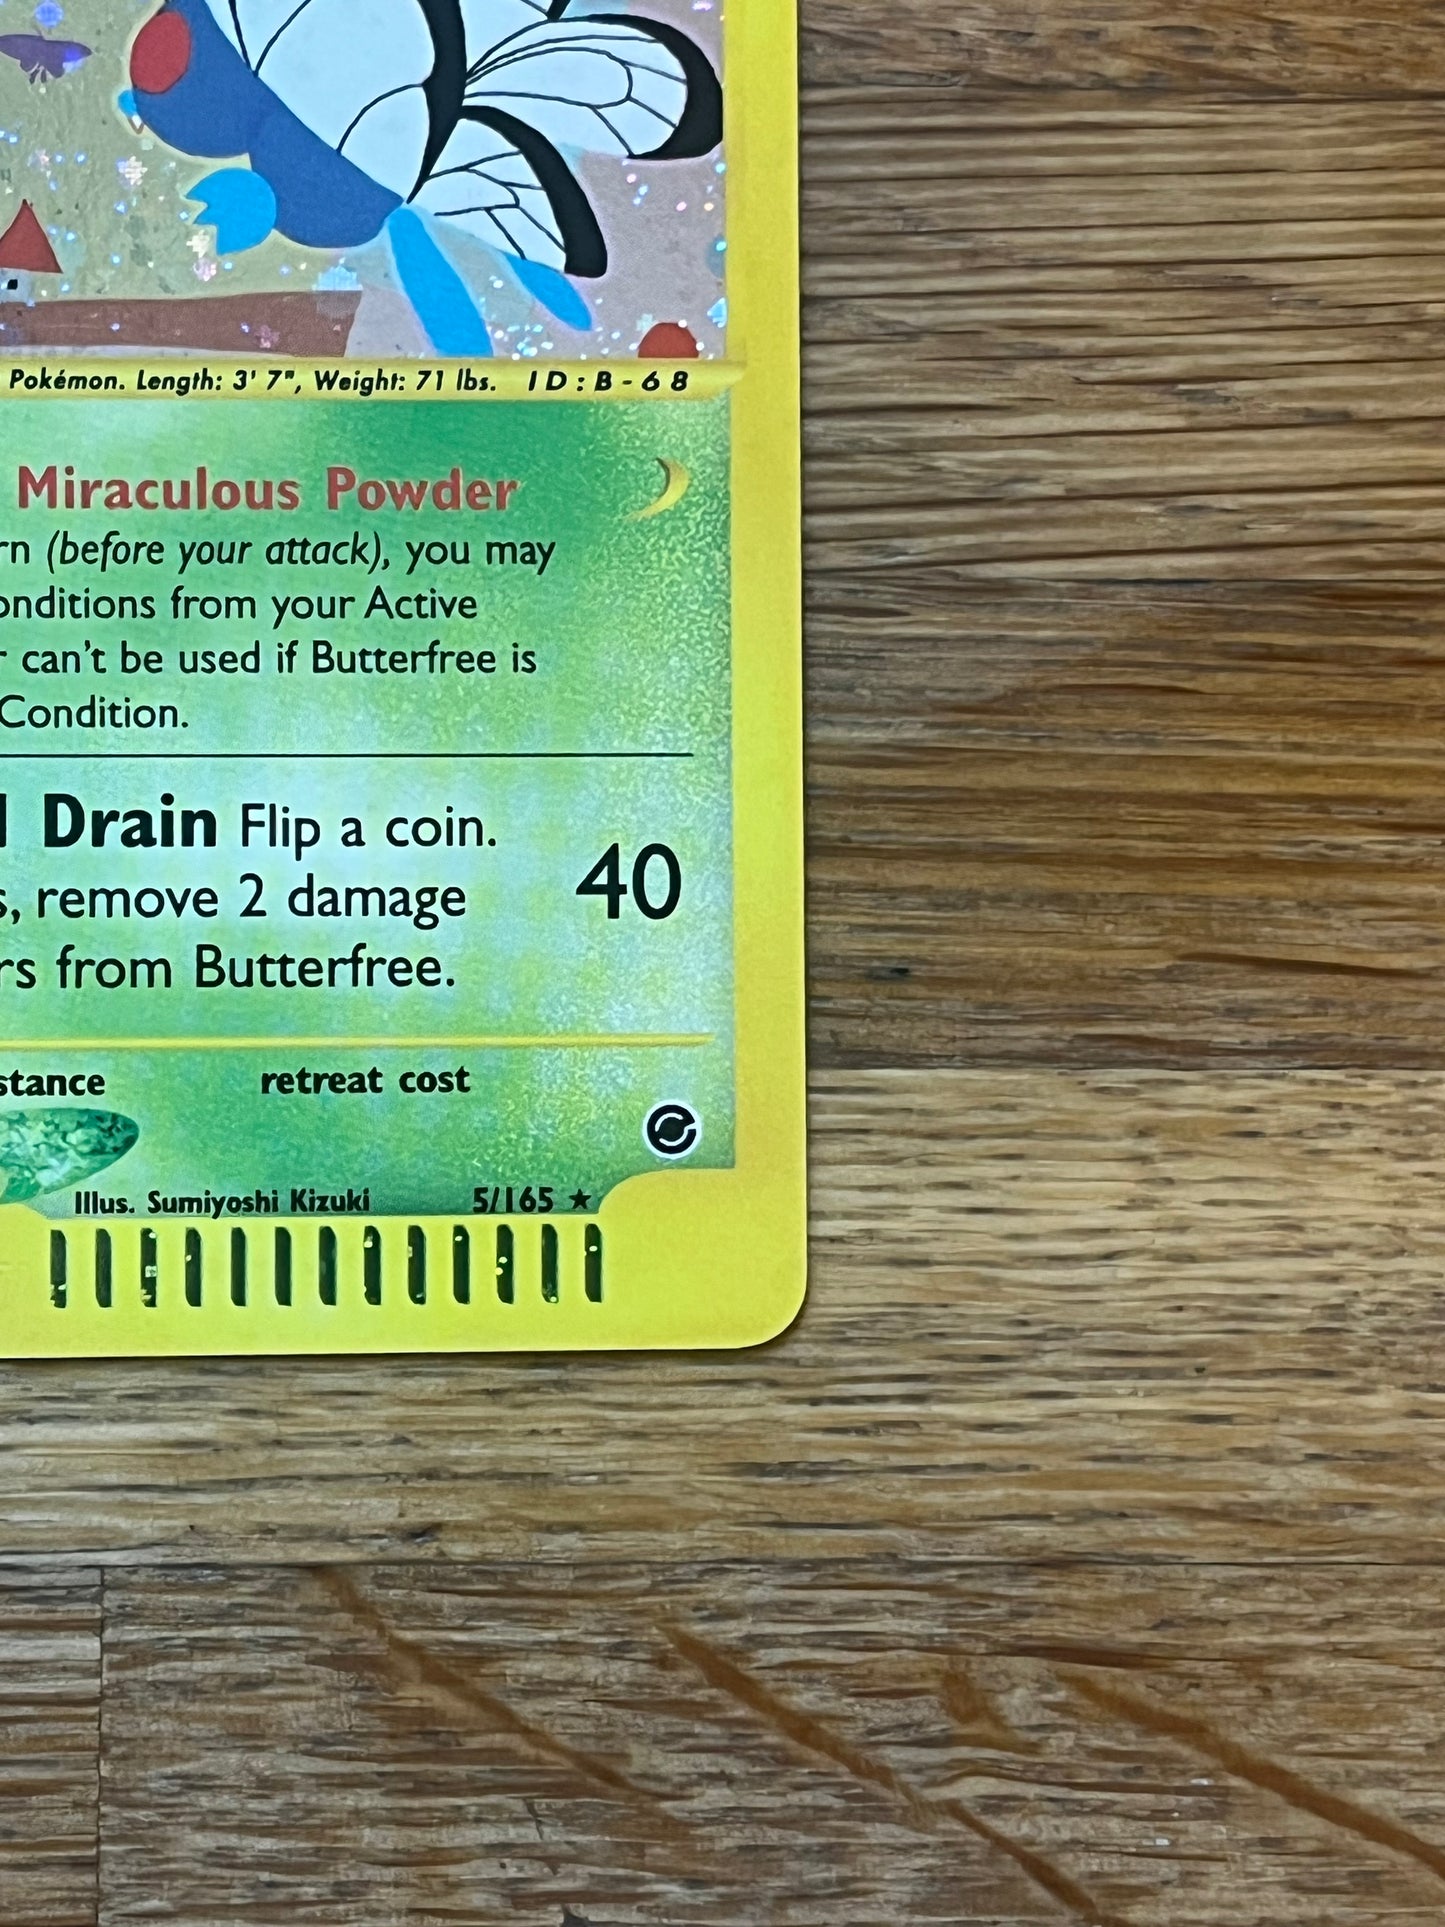 Pokémon. Length: 3' 7", Weight: 71 lbs. ID:B-68
Miraculous Powder
rn (before your attack), you may
onditions from your Active
r can't be used if Butterfree is
Condition.
l Drain Flip a coin.
s, remove 2 damage
rs from Butterfree.
40
stance
retreat cost
Illus. Sumiyoshi Kizuki
5/165 ★